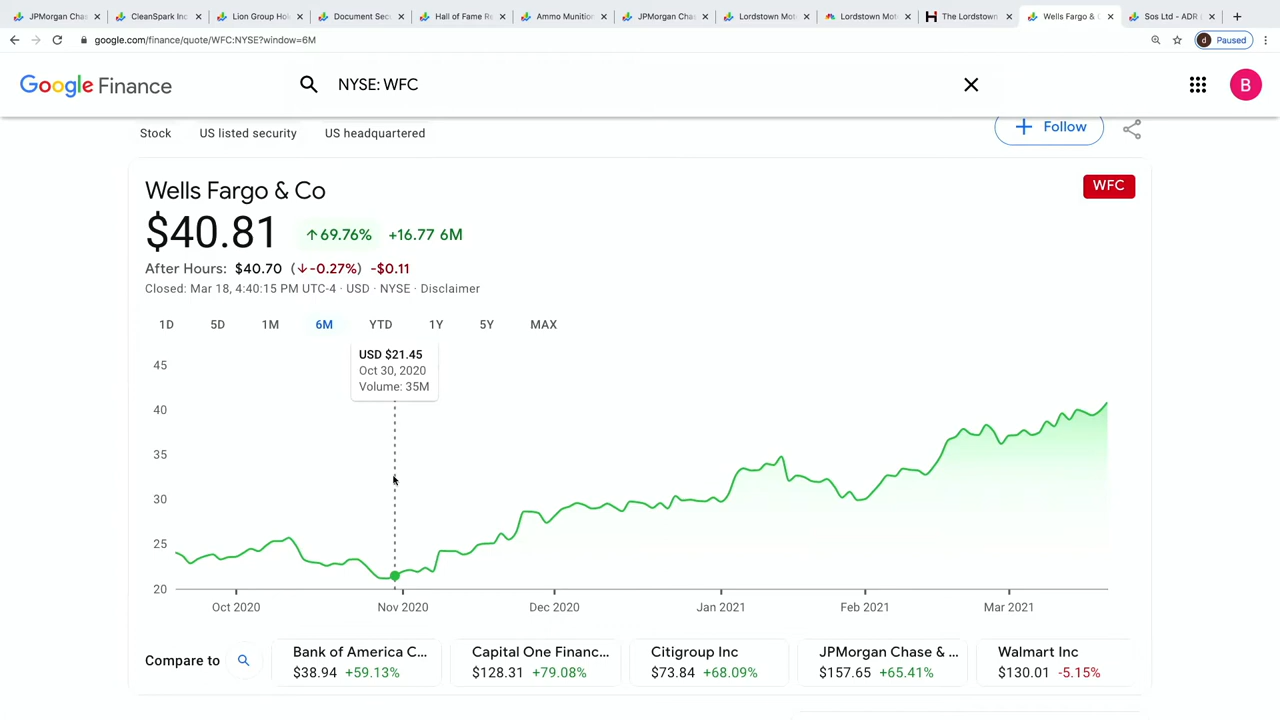 JPMorgan Chas
CleanSpark Inc
Lion Group Hol
Document Secu
Hall of Fame Re
Ammo Munition
JPMorgan Chas
Lordstown Mot
Lordstown Mot
The Lordstown
Wells Fargo & C
Sos Ltd - ADR
google.com/finance/quote/WFC:NYSE?window=6M
d Paused
Google Finance
NYSE: WFC
B
Stock US listed security US headquartered
Follow
Wells Fargo & Co
WFC
$40.81 ↑69.76% +16.77 6M
After Hours: $40.70 (↓-0.27%) -$0.11
Closed: Mar 18, 4:40:15 PM UTC-4 · USD · NYSE · Disclaimer
1D 5D 1M 6M YTD 1Y 5Y MAX
USD $21.45
Oct 30, 2020
Volume: 35M
45
40
35
30
25
20
Oct 2020 Nov 2020 Dec 2020 Jan 2021 Feb 2021 Mar 2021
Compare to
Bank of America C...
$38.94 +59.13%
Capital One Financ...
$128.31 +79.08%
Citigroup Inc
$73.84 +68.09%
JPMorgan Chase & ...
$157.65 +65.41%
Walmart Inc
$130.01 -5.15%